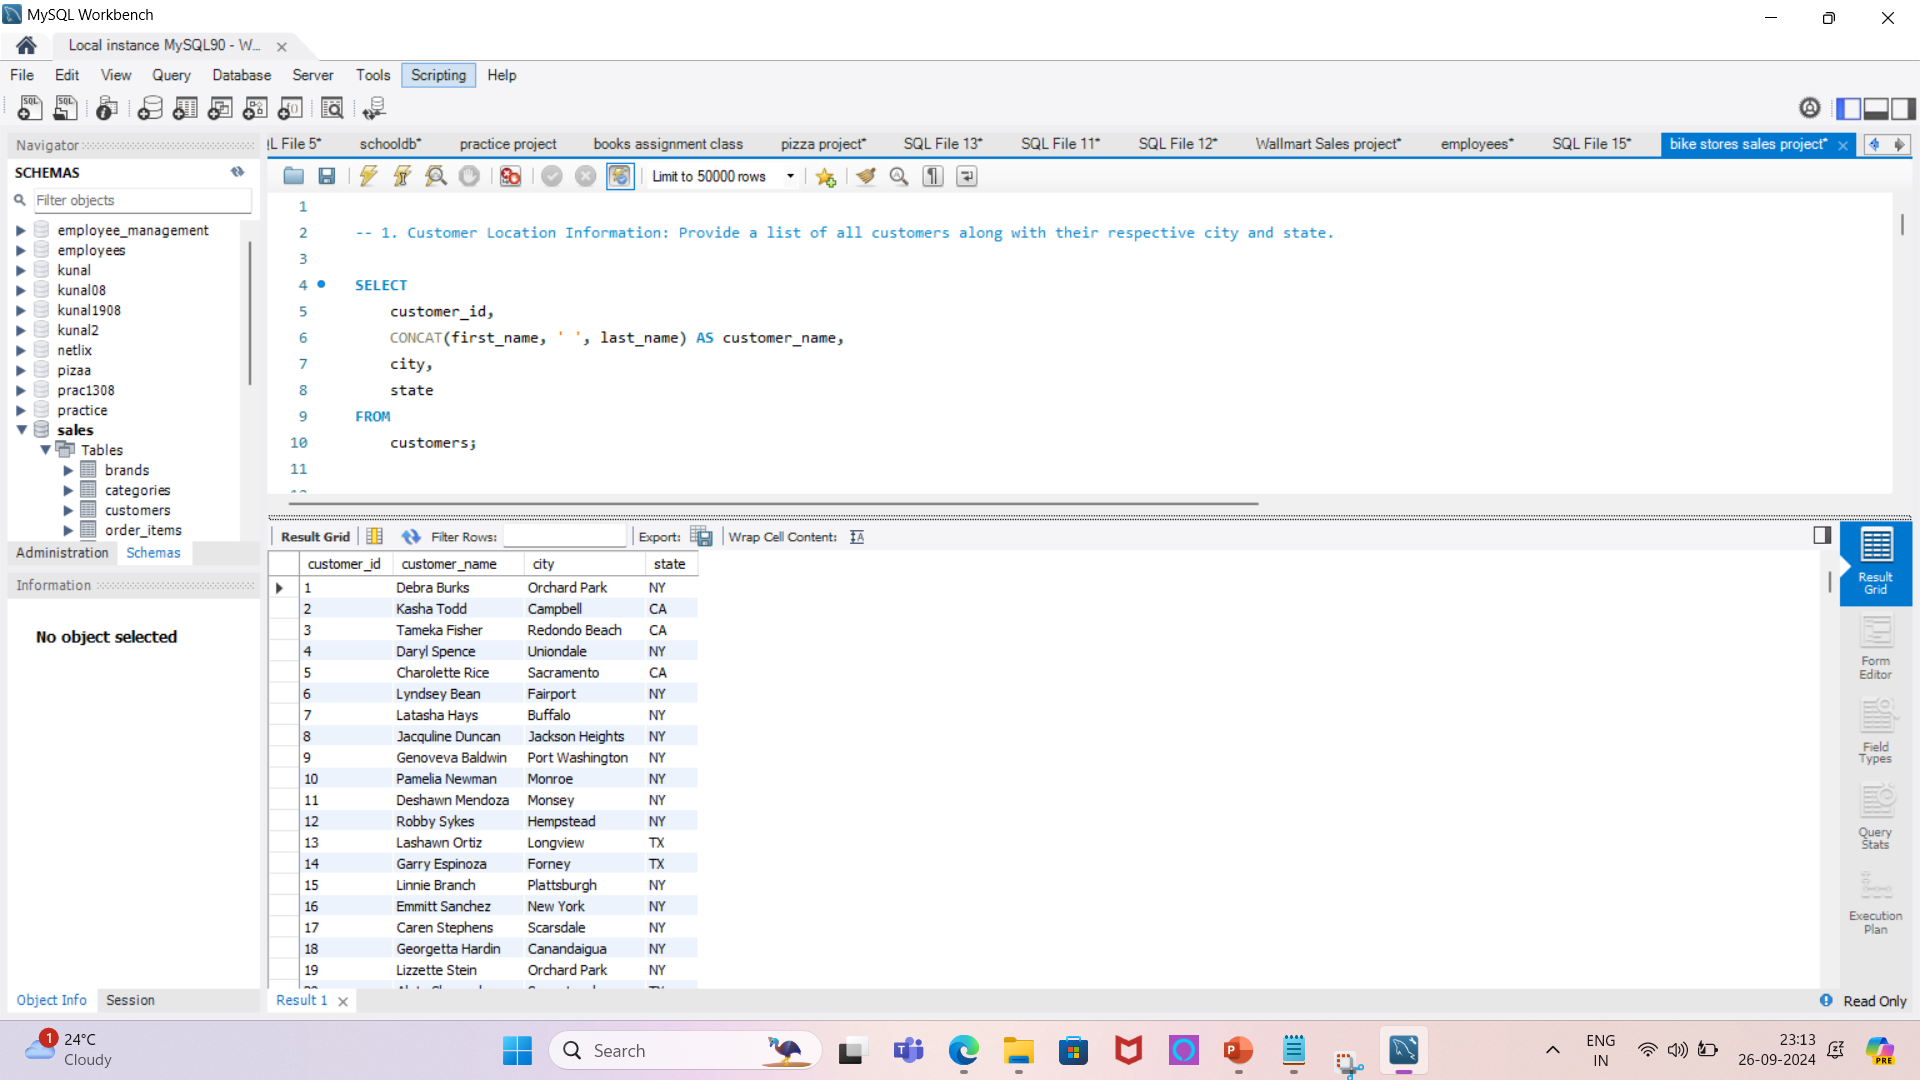 MySQL Workbench
Local instance MySQL90 - W...
File Edit View Query Database Server Tools Scripting Help
Navigator
L File 5* schooldb* practice project books assignment class pizza project* SQL File 13* SQL File 11* SQL File 12* Wallmart Sales project* employees* SQL File 15* bike stores sales project*
SCHEMAS
Limit to 50000 rows
Filter objects
employee_management
employees
kunal
kunal08
kunal1908
kunal2
netlix
pizaa
prac1308
practice
sales
Tables
brands
categories
customers
order_items
Administration Schemas
Information
No object selected
Object Info Session
1
2 -- 1. Customer Location Information: Provide a list of all customers along with their respective city and state.
3
4 SELECT
5 customer_id,
6 CONCAT(first_name, ' ', last_name) AS customer_name,
7 city,
8 state
9 FROM
10 customers;
11
Result Grid Filter Rows: Export: Wrap Cell Content:
customer_id customer_name city state
1 Debra Burks Orchard Park NY
2 Kasha Todd Campbell CA
3 Tameka Fisher Redondo Beach CA
4 Daryl Spence Uniondale NY
5 Charolette Rice Sacramento CA
6 Lyndsey Bean Fairport NY
7 Latasha Hays Buffalo NY
8 Jacquline Duncan Jackson Heights NY
9 Genoveva Baldwin Port Washington NY
10 Pamelia Newman Monroe NY
11 Deshawn Mendoza Monsey NY
12 Robby Sykes Hempstead NY
13 Lashawn Ortiz Longview TX
14 Garry Espinoza Forney TX
15 Linnie Branch Plattsburgh NY
16 Emmitt Sanchez New York NY
17 Caren Stephens Scarsdale NY
18 Georgetta Hardin Canandaigua NY
19 Lizzette Stein Orchard Park NY
Result 1
Result
Grid
Form
Editor
Field
Types
Query
Stats
Execution
Plan
Read Only
1
24°C
Cloudy
Search
ENG
IN
23:13
26-09-2024
PRE